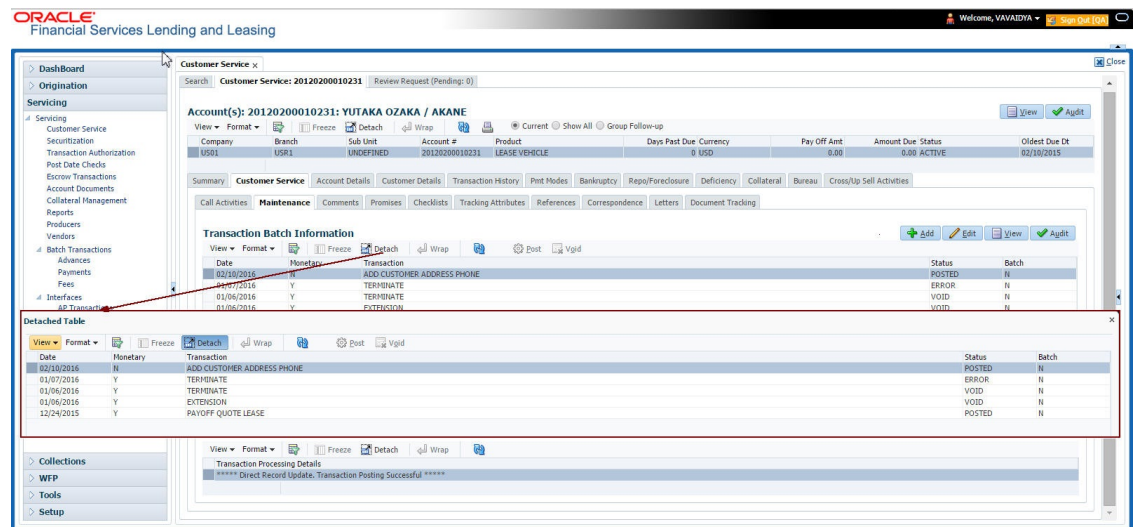 ORACLE'
Financial Services Lending and Leasing
Welcome, VAVAIDYA
Sign Out [QA]
Close
DashBoard
Origination
Servicing
Servicing
Customer Service
Securitization
Transaction Authorization
Post Date Checks
Escrow Transactions
Account Documents
Collateral Management
Reports
Producers
Vendors
Batch Transactions
Advances
Payments
Fees
Interfaces
AP Transactions
Customer Service x
Search Customer Service: 20120200010231 Review Request (Pending: 0)
Account(s): 20120200010231: YUTAKA OZAKA / AKANE
View Audit
View Format Freeze Detach Wrap Current Show All Group Follow-up
Company Branch Sub Unit Account # Product Days Past Due Currency Pay Off Amt Amount Due Status Oldest Due Dt
US01 USR1 UNDEFINED 20120200010231 LEASE VEHICLE 0 USD 0.00 0.00 ACTIVE 02/10/2015
Summary Customer Service Account Details Customer Details Transaction History Pmt Modes Bankruptcy Repo/Foreclosure Deficiency Collateral Bureau Cross/Up Sell Activities
Call Activities Maintenance Comments Promises Checklists Tracking Attributes References Correspondence Letters Document Tracking
Transaction Batch Information
Add Edit View Audit
View Format Freeze Detach Wrap Post Void
Date Monetary Transaction Status Batch
02/10/2016 N ADD CUSTOMER ADDRESS PHONE POSTED N
01/07/2016 Y TERMINATE ERROR N
01/06/2016 Y TERMINATE VOID N
01/06/2016 Y EXTENSION VOID N
Detached Table x
View Format Freeze Detach Wrap Post Void
Date Monetary Transaction Status Batch
02/10/2016 N ADD CUSTOMER ADDRESS PHONE POSTED N
01/07/2016 Y TERMINATE ERROR N
01/06/2016 Y TERMINATE VOID N
01/06/2016 Y EXTENSION VOID N
12/24/2015 Y PAYOFF QUOTE LEASE POSTED N
View Format Freeze Detach Wrap
Transaction Processing Details
***** Direct Record Update. Transaction Posting Successful *****
Collections
WFP
Tools
Setup